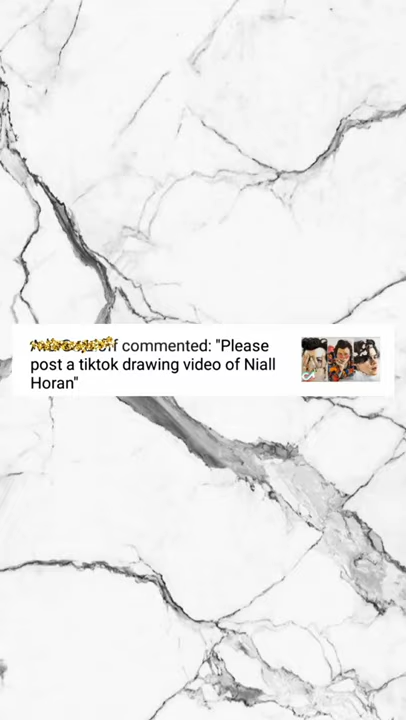 commented: "Please
post a tiktok drawing video of Niall
Horan"